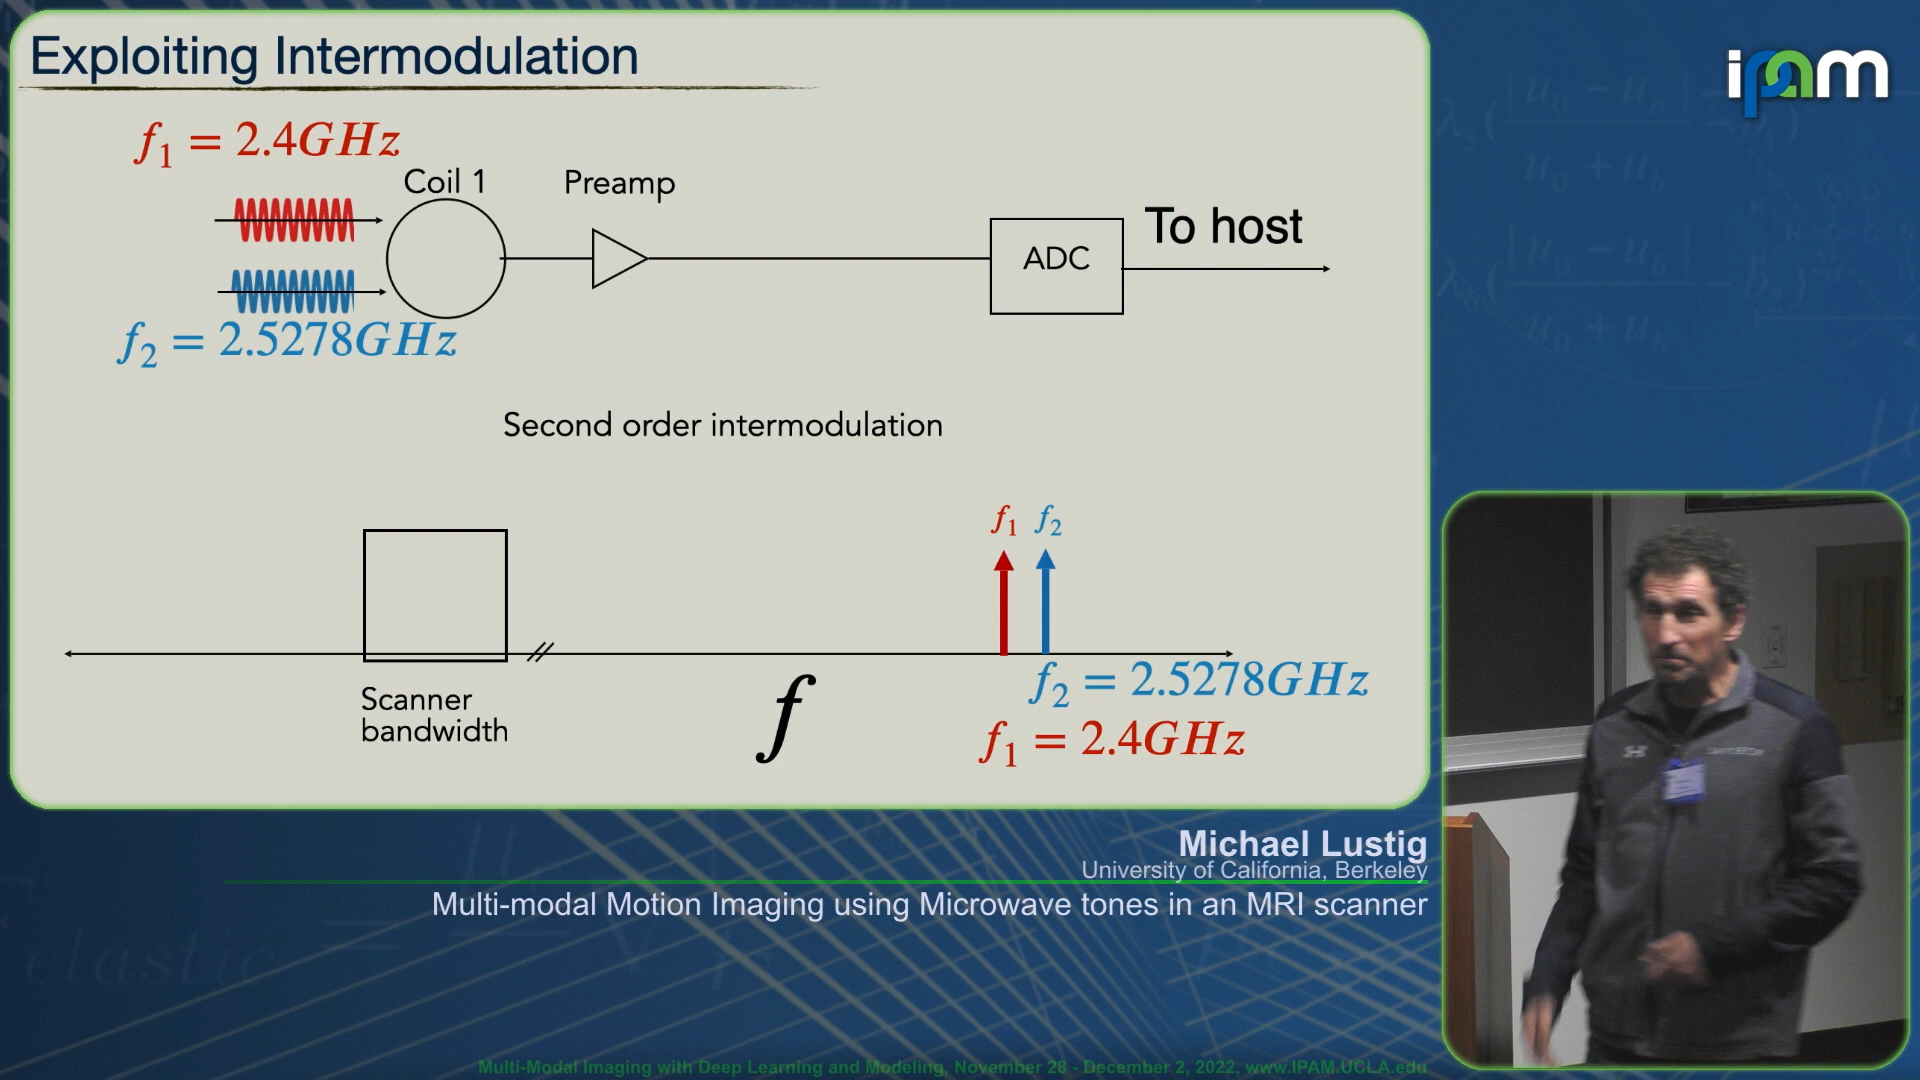 Exploiting Intermodulation
ipam
f₁ = 2.4GHz
Coil 1
Preamp
To host
ADC
f₂ = 2.5278GHz
Second order intermodulation
f₁ f₂
f₂ = 2.5278GHz
Scanner
bandwidth
f
f₁ = 2.4GHz
Michael Lustig
University of California, Berkeley
Multi-modal Motion Imaging using Microwave tones in an MRI scanner
Multi-Modal Imaging with Deep Learning and Modeling, November 28 - December 2, 2022, www.IPAM.UCLA.edu